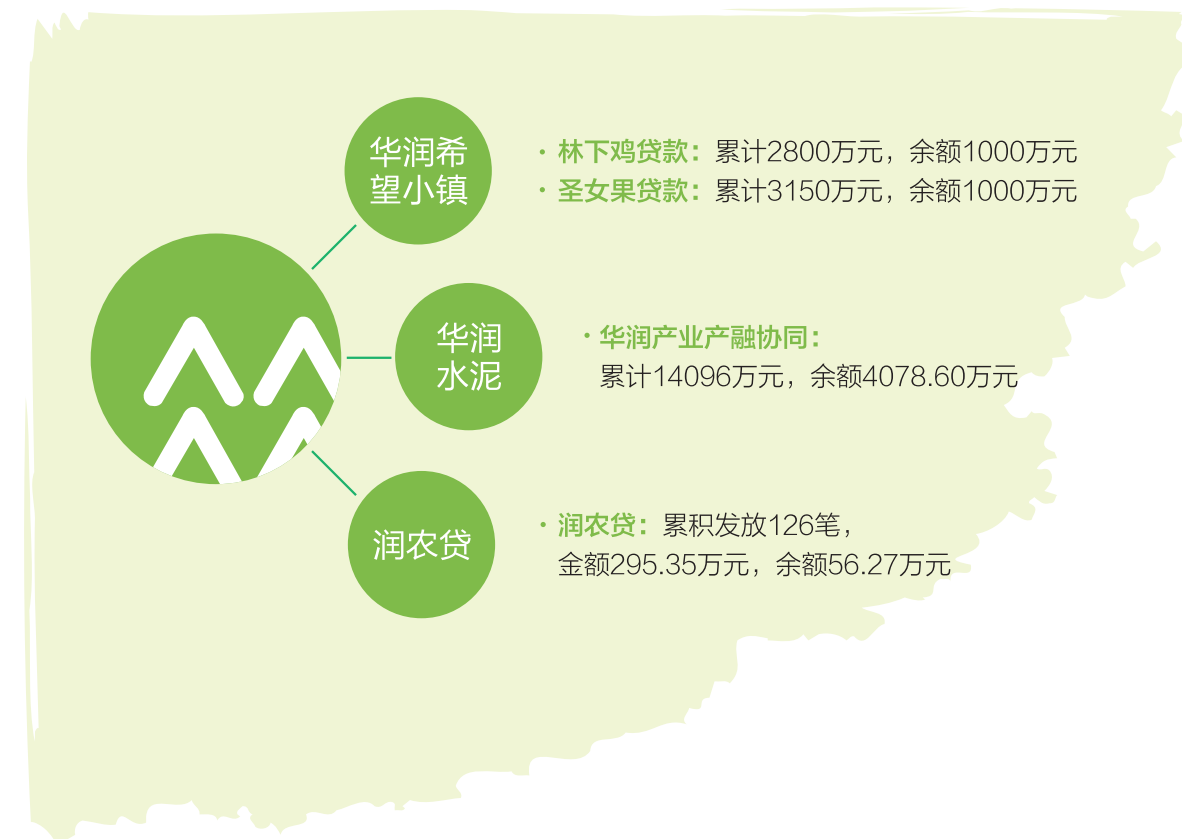 华润希
望小镇
· 林下鸡贷款：累计2800万元，余额1000万元
· 圣女果贷款：累计3150万元，余额1000万元
华润
水泥
· 华润产业产融协同：
累计14096万元，余额4078.60万元
润农贷
· 润农贷：累积发放126笔，
金额295.35万元，余额56.27万元